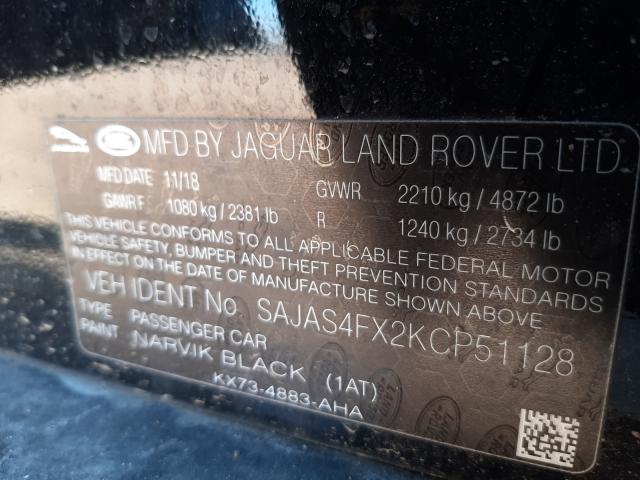 MFD BY JAGUAR LAND ROVER LTD
MFD DATE 11/18 GVWR 2210 kg / 4872 lb
GAWR F 1080 kg / 2381 lb R 1240 kg / 2734 lb
THIS VEHICLE CONFORMS TO ALL APPLICABLE FEDERAL MOTOR
VEHICLE SAFETY, BUMPER AND THEFT PREVENTION STANDARDS
IN EFFECT ON THE DATE OF MANUFACTURE SHOWN ABOVE
VEH IDENT No. SAJAS4FX2KCP51128
TYPE PASSENGER CAR
PAINT NARVIK BLACK (1AT)
KX73-4883-AHA